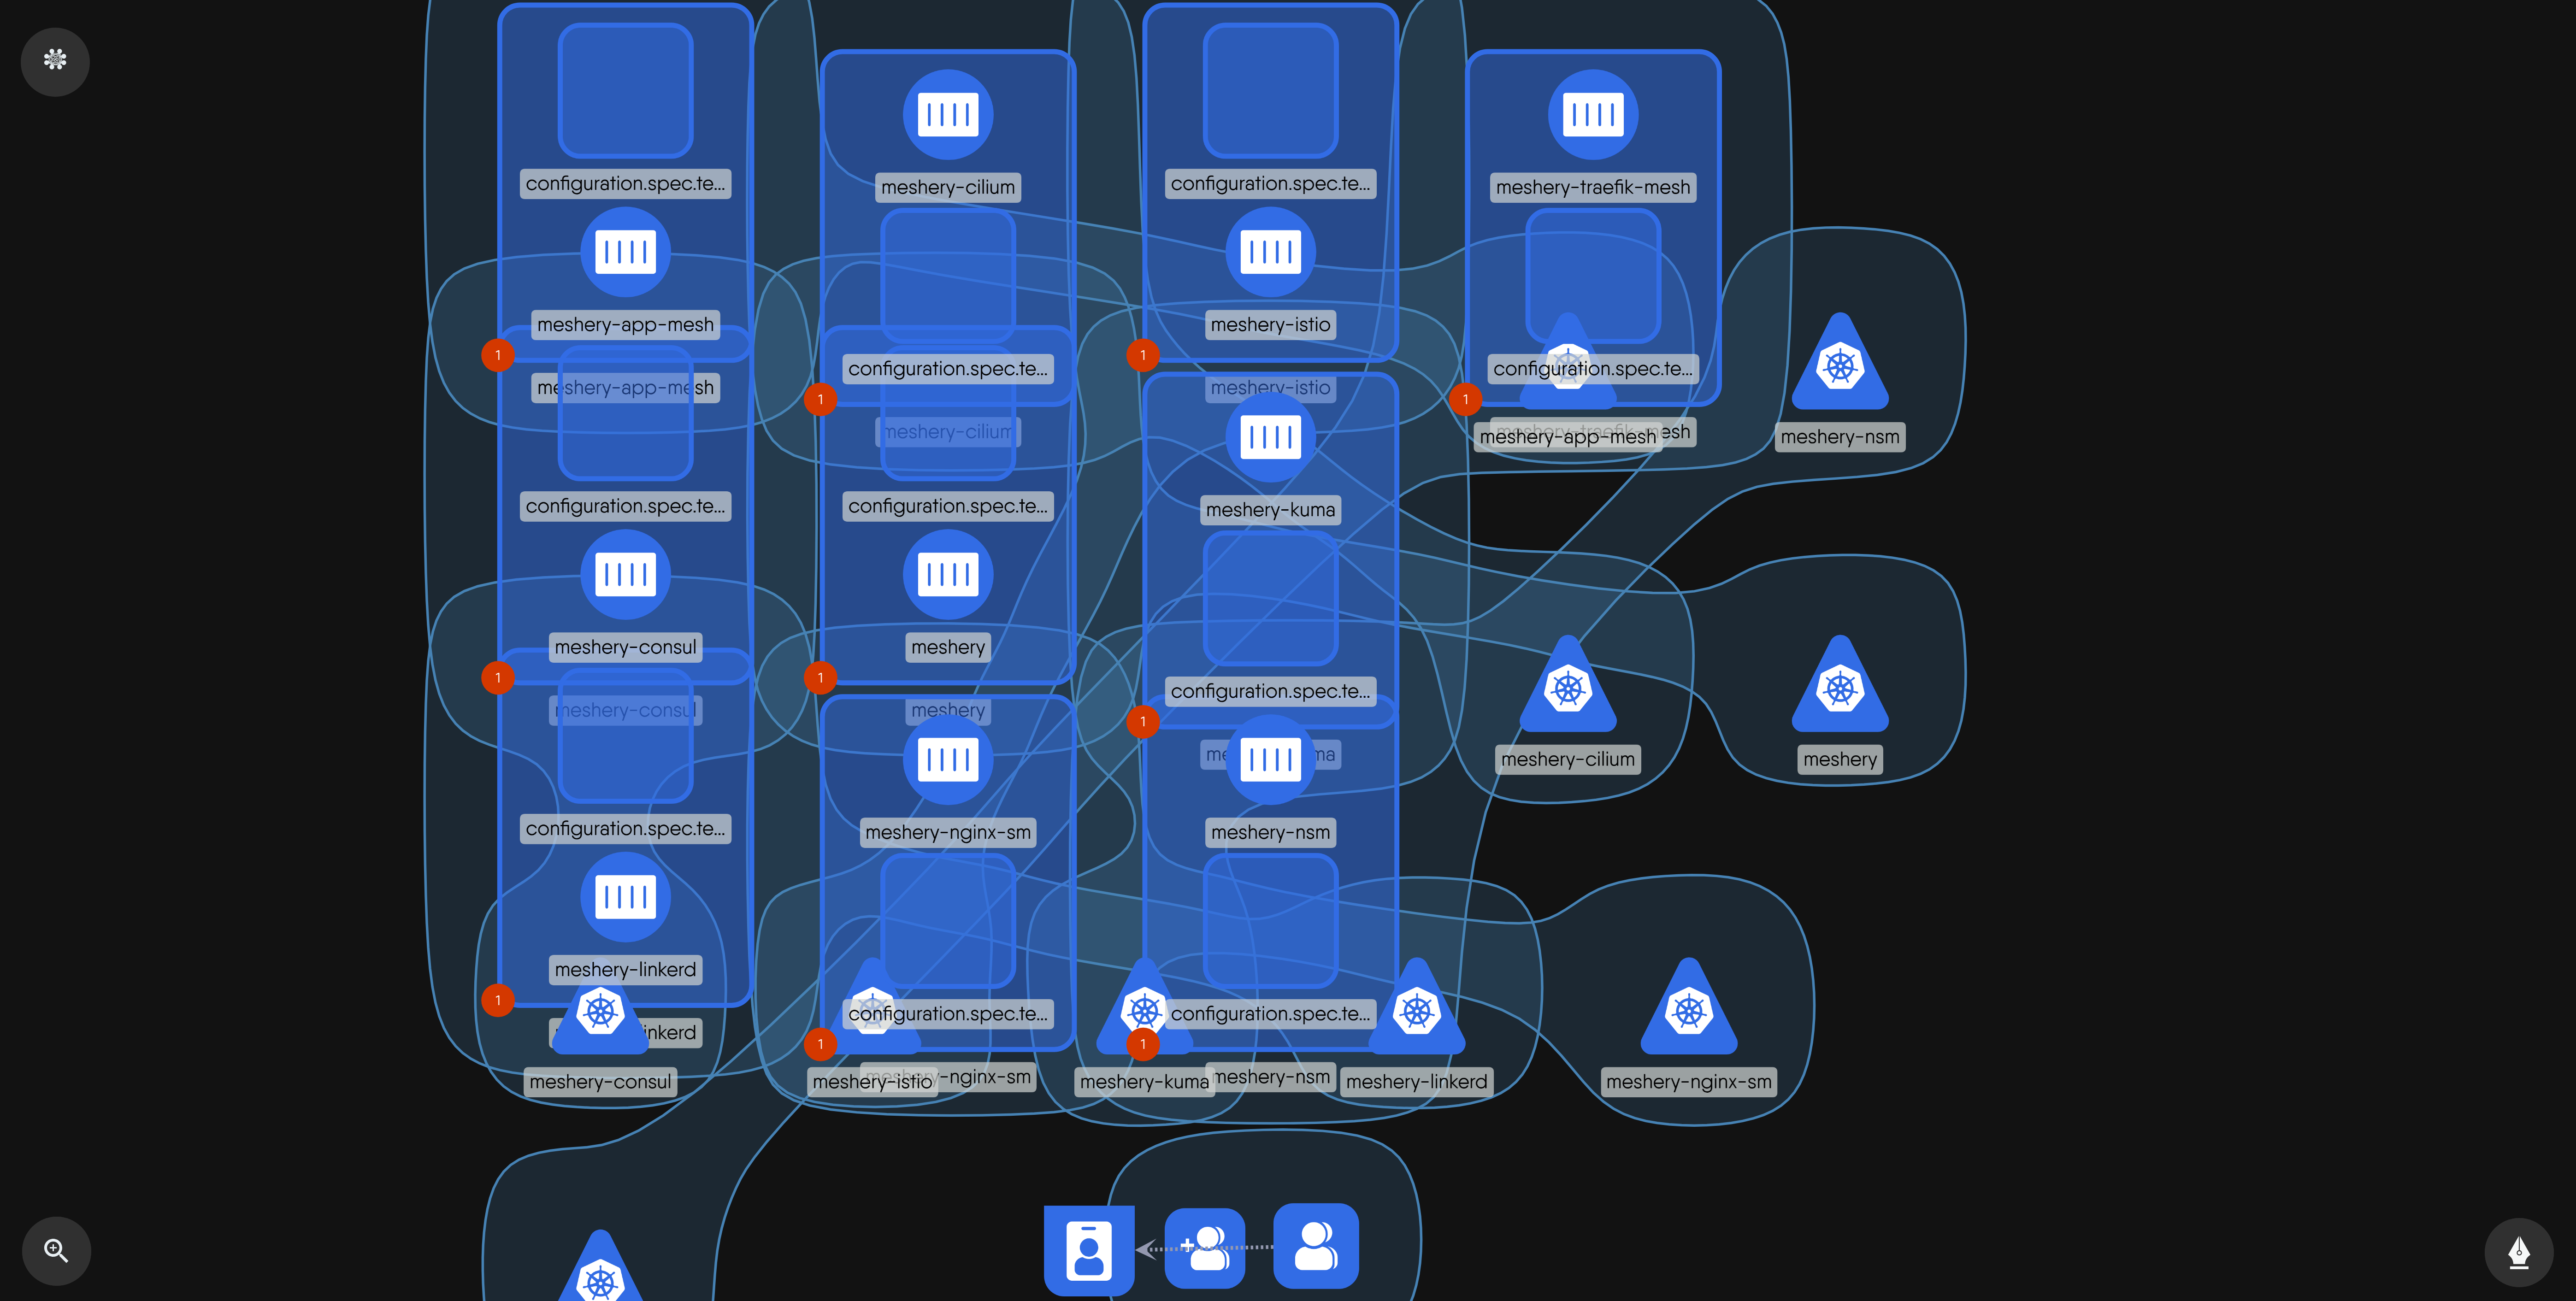 configuration.spec.te...
configuration.spec.te...
meshery-cilium
meshery-traefik-mesh
meshery-app-mesh
meshery-istio
1
1
configuration.spec.te...
configuration.spec.te...
meshery-app-mesh
meshery-istio
1
1
meshery-cilium
meshery-app-mesh
esh
meshery-nsm
configuration.spec.te...
configuration.spec.te...
meshery-kuma
meshery-consul
meshery
1
1
configuration.spec.te...
meshery-consul
meshery
1
me
ma
meshery-cilium
meshery
configuration.spec.te...
meshery-nginx-sm
meshery-nsm
meshery-linkerd
1
configuration.spec.te...
configuration.spec.te...
inkerd
1
1
meshery-consul
meshery-istio
-nginx-sm
meshery-kuma
meshery-nsm
meshery-linkerd
meshery-nginx-sm